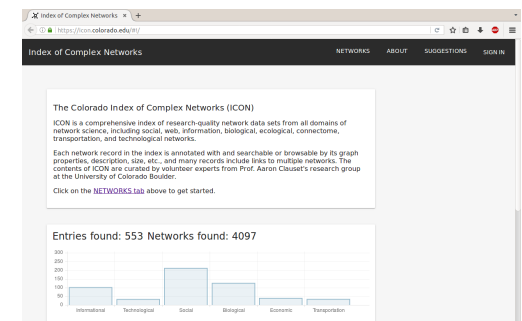 Index of Complex Networks × +
https://icon.colorado.edu/#!/
Index of Complex Networks NETWORKS ABOUT SUGGESTIONS SIGN IN
The Colorado Index of Complex Networks (ICON)
ICON is a comprehensive index of research-quality network data sets from all domains of
network science, including social, web, information, biological, ecological, connectome,
transportation, and technological networks.
Each network record in the index is annotated with and searchable or browsable by its graph
properties, description, size, etc., and many records include links to multiple networks. The
contents of ICON are curated by volunteer experts from Prof. Aaron Clauset's research group
at the University of Colorado Boulder.
Click on the NETWORKS tab above to get started.
Entries found: 553 Networks found: 4097
300
250
200
150
100
50
0
Informational Technological Social Biological Economic Transportation